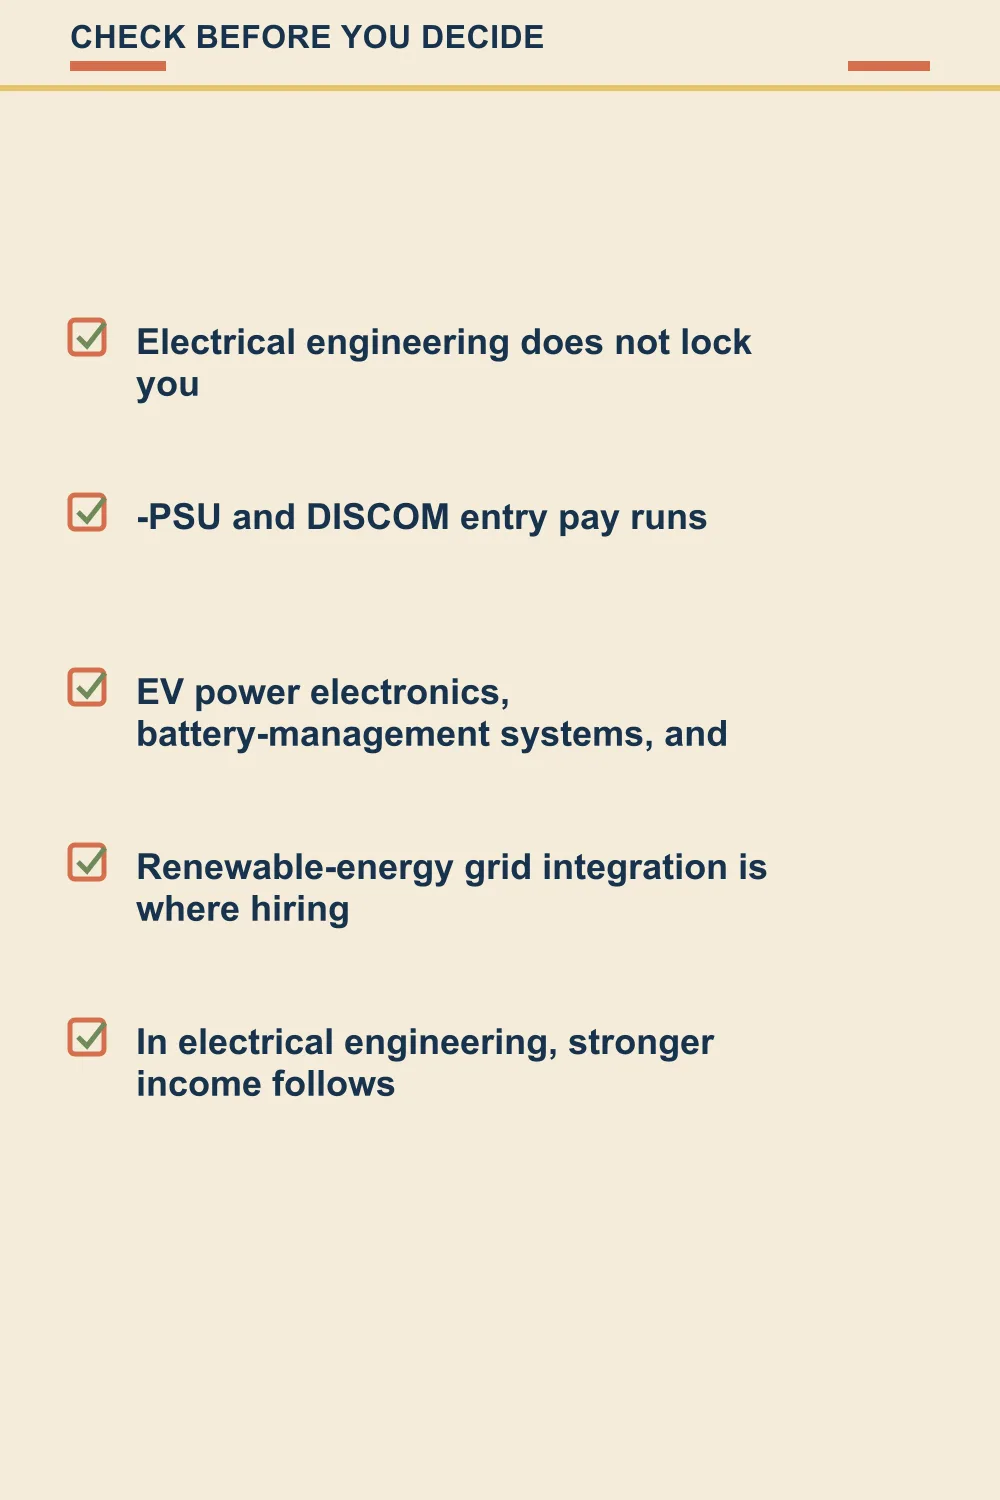 CHECK BEFORE YOU DECIDE
Electrical engineering does not lock
you
-PSU and DISCOM entry pay runs
EV power electronics,
battery-management systems, and
Renewable-energy grid integration is
where hiring
In electrical engineering, stronger
income follows